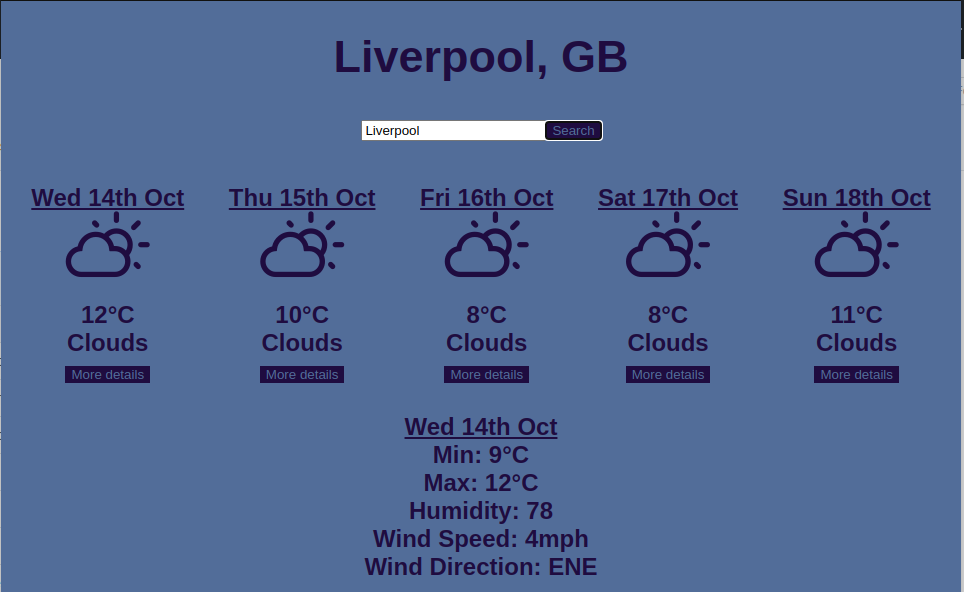 Liverpool, GB
Liverpool Search
Wed 14th Oct Thu 15th Oct Fri 16th Oct Sat 17th Oct Sun 18th Oct
12°C 10°C 8°C 8°C 11°C
Clouds Clouds Clouds Clouds Clouds
More details More details More details More details More details
Wed 14th Oct
Min: 9°C
Max: 12°C
Humidity: 78
Wind Speed: 4mph
Wind Direction: ENE